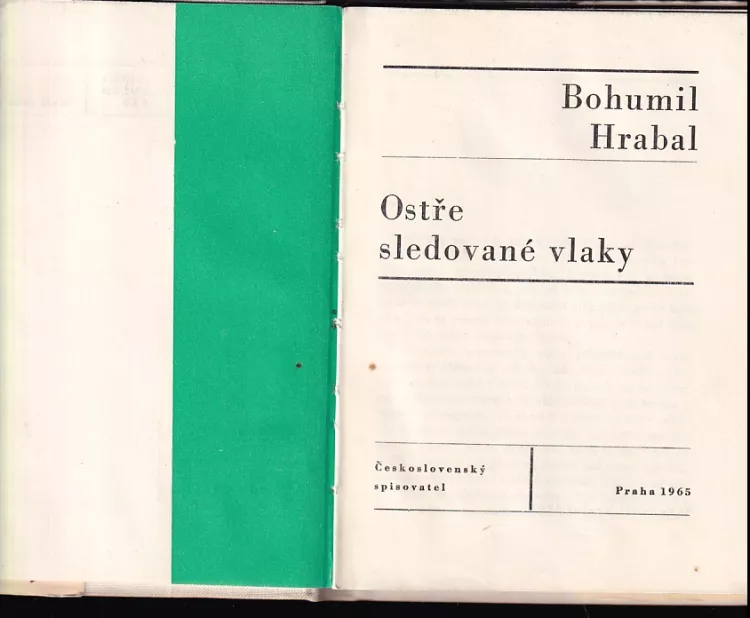 Bohumil
Hrabal
Ostře
sledované vlaky
Československý
spisovatel
Praha 1965